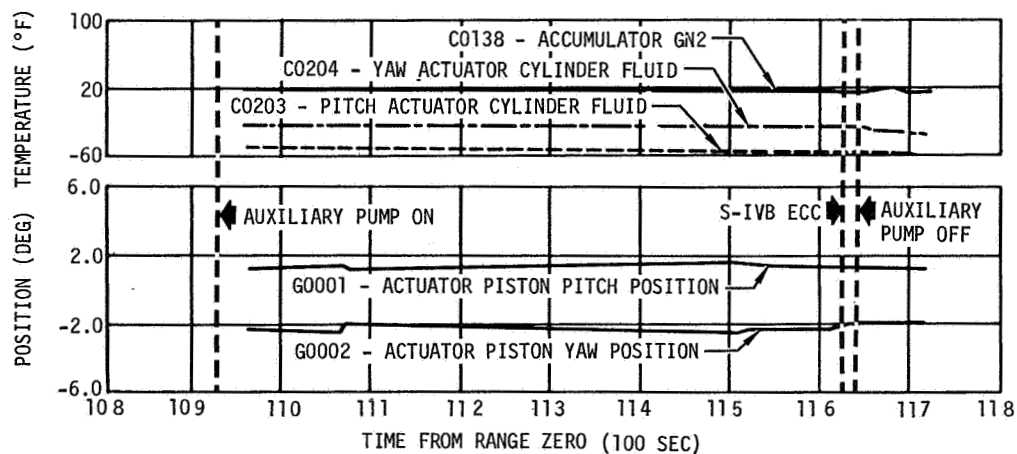 TEMPERATURE (°F)
100
20
-60
C0138 - ACCUMULATOR GN2
C0204 - YAW ACTUATOR CYLINDER FLUID
C0203 - PITCH ACTUATOR CYLINDER FLUID
POSITION (DEG)
6.0
2.0
-2.0
-6.0
AUXILIARY PUMP ON
S-IVB ECC
AUXILIARY
PUMP OFF
G0001 - ACTUATOR PISTON PITCH POSITION
G0002 - ACTUATOR PISTON YAW POSITION
108 109 110 111 112 113 114 115 116 117 118
TIME FROM RANGE ZERO (100 SEC)